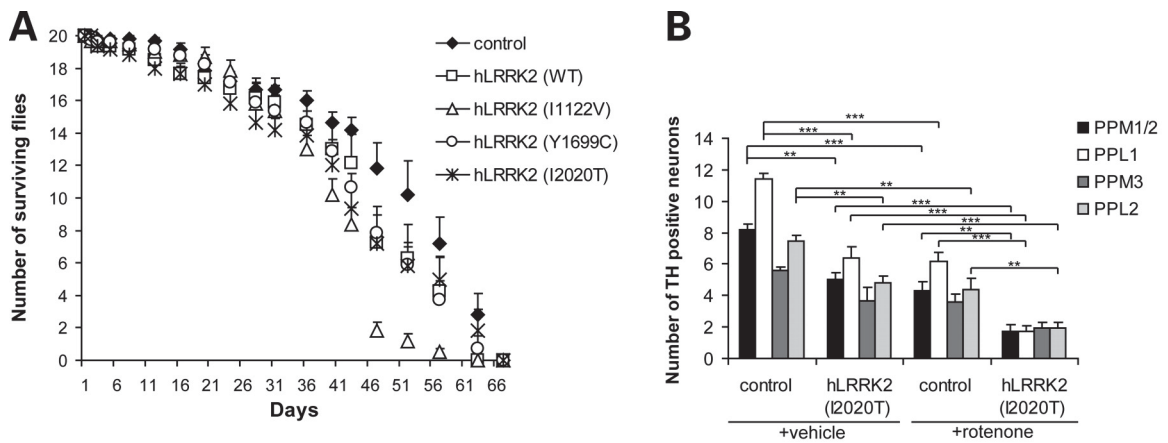 A
Number of surviving flies
20
18
16
14
12
10
8
6
4
2
0
1 6 11 16 21 26 31 36 41 46 51 56 61 66
Days
control
hLRRK2 (WT)
hLRRK2 (I1122V)
hLRRK2 (Y1699C)
hLRRK2 (I2020T)
B
Number of TH positive neurons
14
12
10
8
6
4
2
0
***
***
***
**
**
**
***
***
***
**
***
**
PPM1/2
PPL1
PPM3
PPL2
control hLRRK2 control hLRRK2
(I2020T) (I2020T)
+vehicle +rotenone